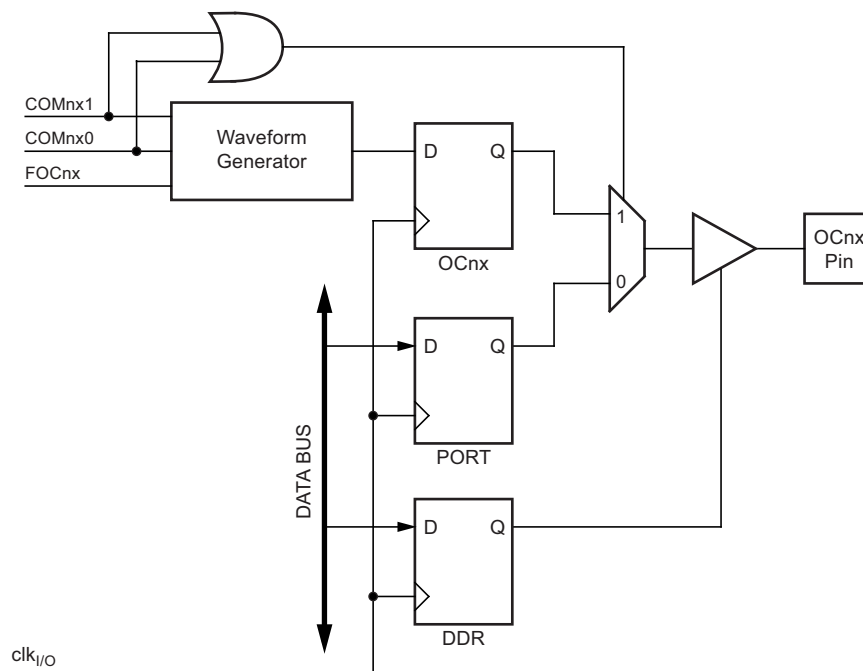 COMnx1
COMnx0
FOCnx
Waveform
Generator
D
Q
OCnx
1
0
OCnx
Pin
D
Q
PORT
DATA BUS
D
Q
DDR
clkI/O